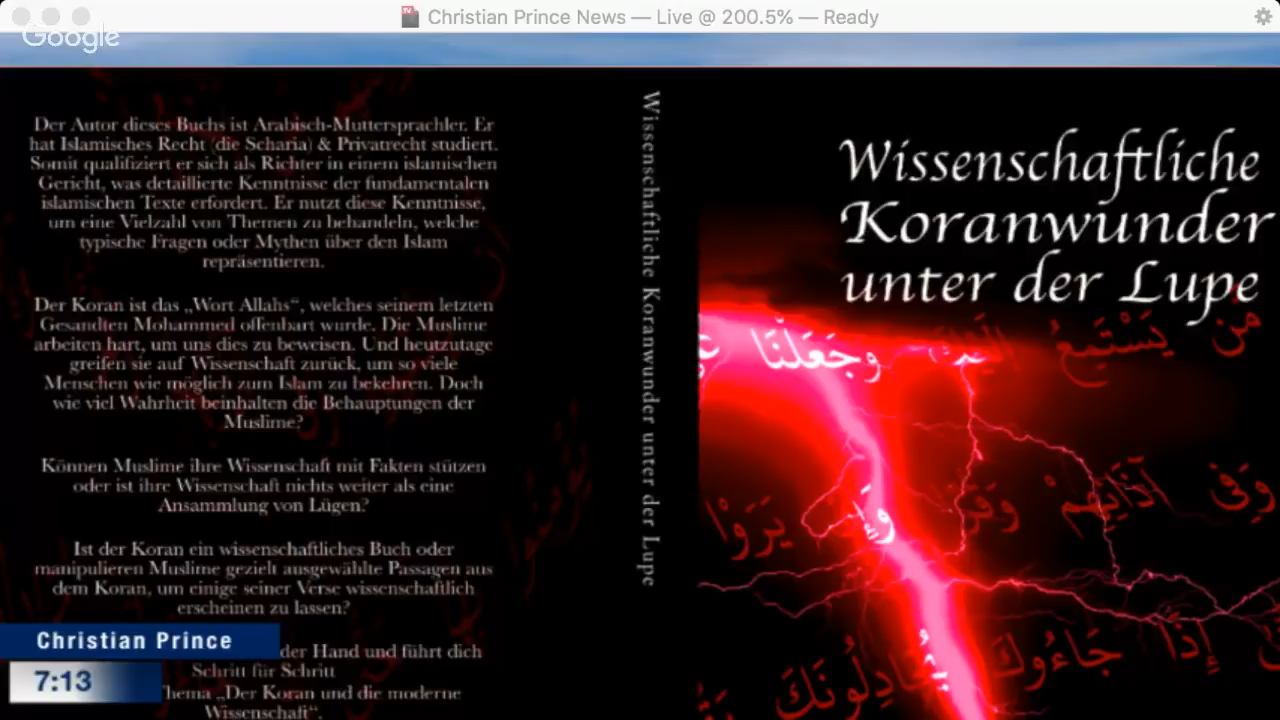 Christian Prince News — Live @ 200.5% — Ready
Google
Der Autor dieses Buchs ist Arabisch-Muttersprachler. Er
hat Islamisches Recht (die Scharia) & Privatrecht studiert.
Somit qualifiziert er sich als Richter in einem islamischen
Gericht, was detaillierte Kenntnisse der fundamentalen
islamischen Texte erfordert. Er nutzt diese Kenntnisse,
um eine Vielzahl von Themen zu behandeln, welche
typische Fragen oder Mythen über den Islam
repräsentieren.
Der Koran ist das „Wort Allahs“, welches seinem letzten
Gesandten Mohammed offenbart wurde. Die Muslime
arbeiten hart, um uns dies zu beweisen. Und heutzutage
greifen sie auf Wissenschaft zurück, um so viele
Menschen wie möglich zum Islam zu bekehren. Doch
wie viel Wahrheit beinhalten die Behauptungen der
Muslime?
Können Muslime ihre Wissenschaft mit Fakten stützen
oder ist ihre Wissenschaft nichts weiter als eine
Ansammlung von Lügen?
Ist der Koran ein wissenschaftliches Buch oder
manipulieren Muslime gezielt ausgewählte Passagen aus
dem Koran, um einige seiner Verse wissenschaftlich
erscheinen zu lassen?
der Hand und führt dich
Schritt für Schritt
Thema „Der Koran und die moderne
Wissenschaft“.
Christian Prince
7:13
Wissenschaftliche Koranwunder unter der Lupe
Wissenschaftliche
Koranwunder
unter der Lupe
مَّن يَسْتَمِعُ إِلَيْكَ وَجَعَلْنَا
وَفِي آذَانِهِمْ يَرَوْا
إِذَا جَاءُوكَ يُجَادِلُونَكَ